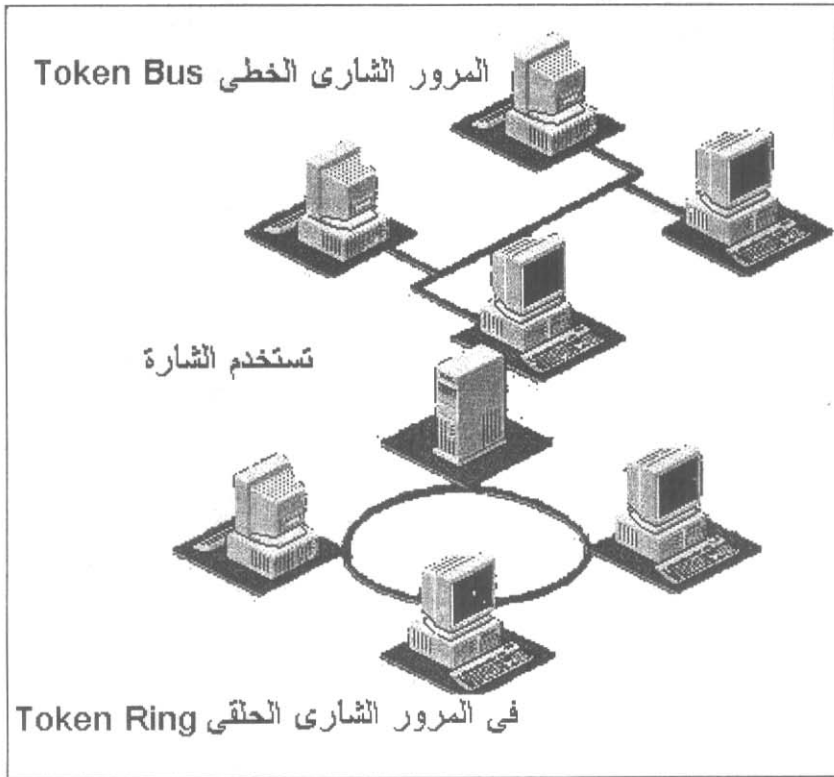 المرور الشارى الخطى Token Bus
تستخدم الشارة
فى المرور الشارى الحلقى Token Ring